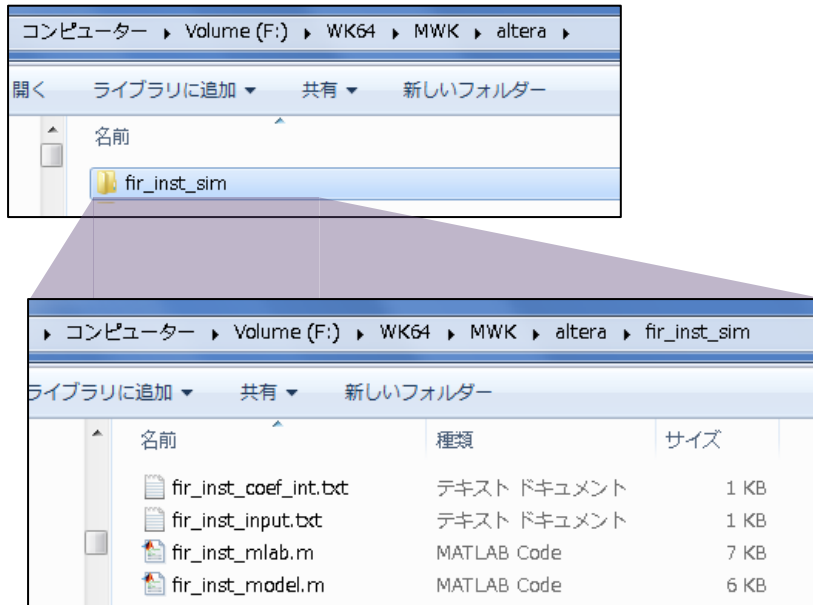 コンピューター ▸ Volume (F:) ▸ WK64 ▸ MWK ▸ altera ▸
開く ライブラリに追加 ▼ 共有 ▼ 新しいフォルダー
名前
fir_inst_sim
▸ コンピューター ▸ Volume (F:) ▸ WK64 ▸ MWK ▸ altera ▸ fir_inst_sim
ライブラリに追加 ▼ 共有 ▼ 新しいフォルダー
名前 種類 サイズ
fir_inst_coef_int.txt テキスト ドキュメント 1 KB
fir_inst_input.txt テキスト ドキュメント 1 KB
fir_inst_mlab.m MATLAB Code 7 KB
fir_inst_model.m MATLAB Code 6 KB